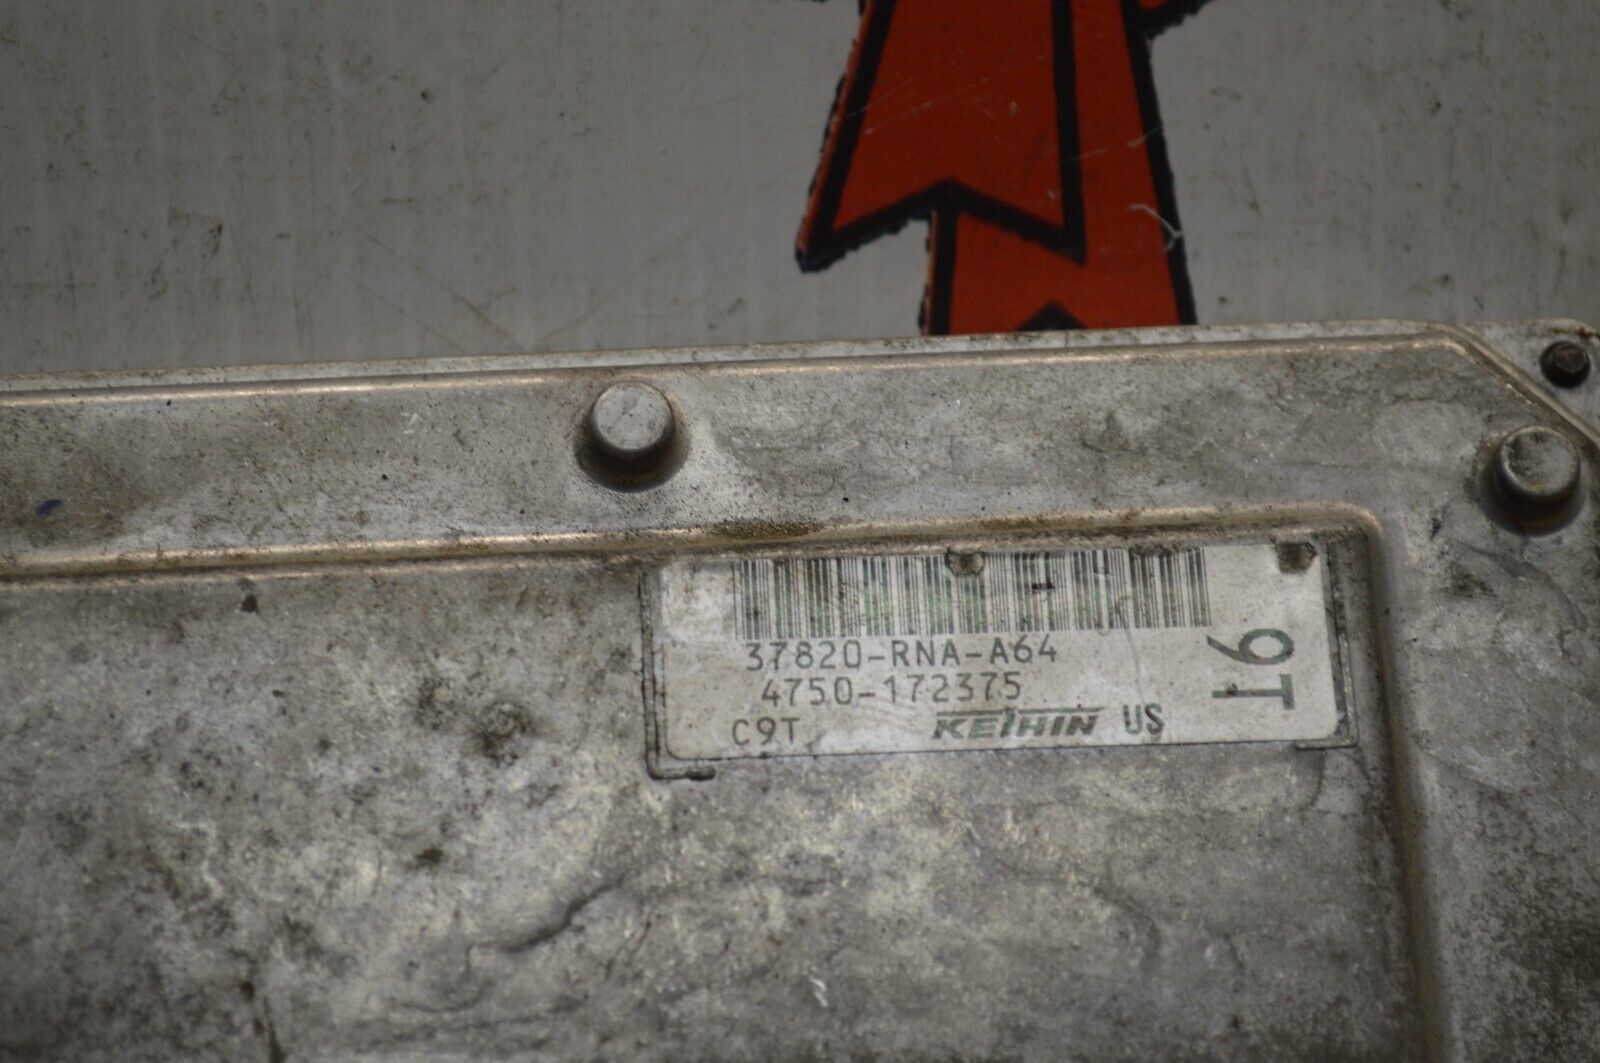 37820-RNA-A64
4750-172375
C9T KEIHIN US
9T